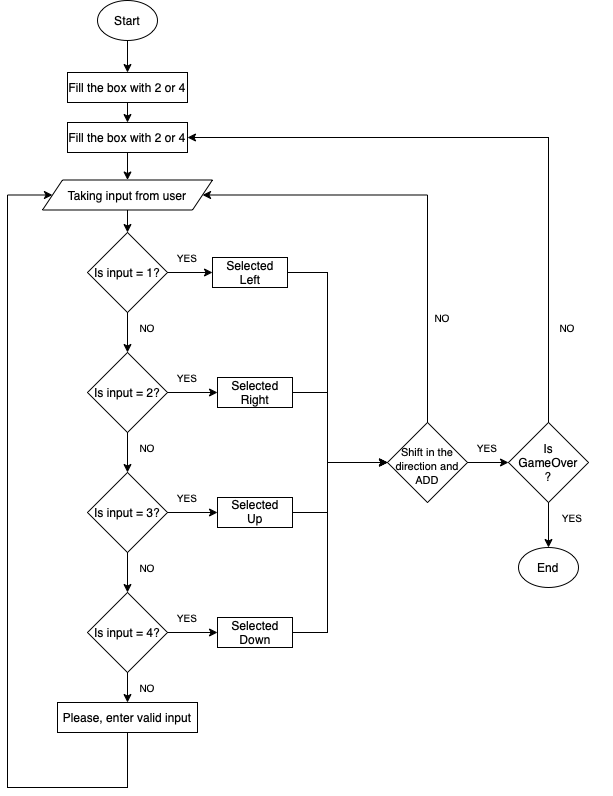 Start
Fill the box with 2 or 4
Fill the box with 2 or 4
Taking input from user
Is input = 1?
YES
Selected
Left
NO
NO
NO
Is input = 2?
YES
Selected
Right
NO
Shift in the
direction and
ADD
YES
Is
GameOver
?
Is input = 3?
YES
Selected
Up
YES
NO
End
Is input = 4?
YES
Selected
Down
NO
Please, enter valid input